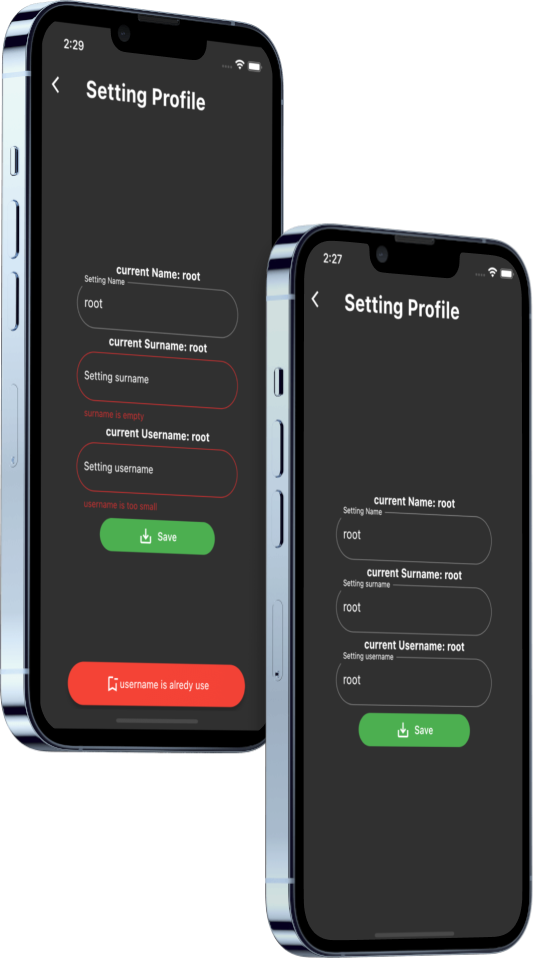 2:29
Setting Profile
current Name: root
Setting Name
root
current Surname: root
Setting surname
surname is empty
current Username: root
Setting username
username is too small
Save
username is alredy use
2:27
Setting Profile
current Name: root
Setting Name
root
current Surname: root
Setting surname
root
current Username: root
Setting username
root
Save